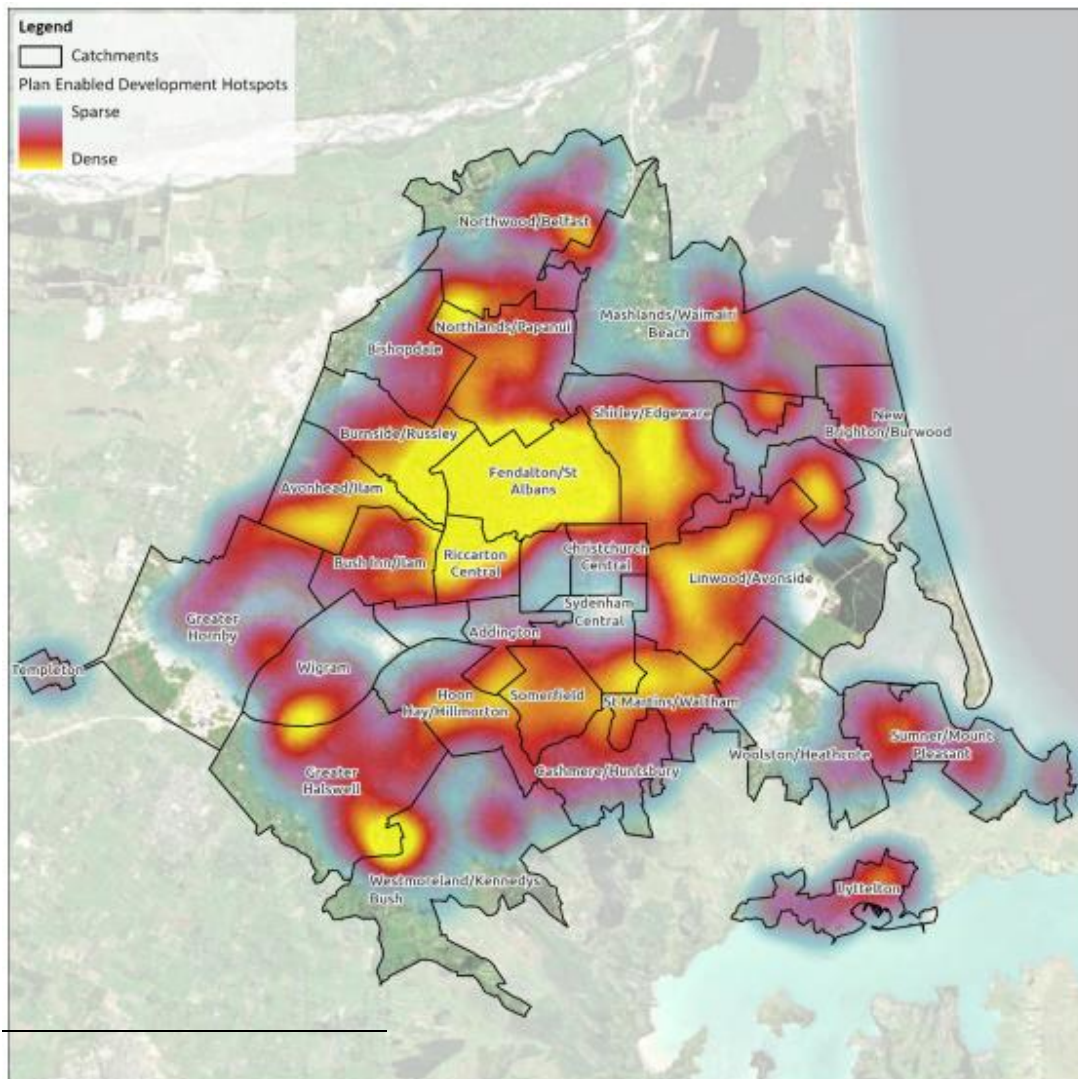 Legend
Catchments
Plan Enabled Development Hotspots
Sparse
Dense
Northwood/Belfast
Northlands/Papanui
Mashlands/Waimairi
Beach
Bishopdale
Shirley/Edgeware
New
Brighton/Burwood
Burnside/Russley
Fendalton/St
Albans
Avonhead/Ilam
Bush Inn/Ilam
Riccarton
Central
Christchurch
Central
Linwood/Avonside
Sydenham
Central
Greater
Hornby
Addington
Templeton
Wigram
Hoon
Hay/Hillmorton
Somerfield
St Martins/Waltham
Sumner/Mount
Pleasant
Woolston/Heathcote
Greater
Halswell
Cashmere/Huntsbury
Westmoreland/Kennedys
Bush
Lyttelton